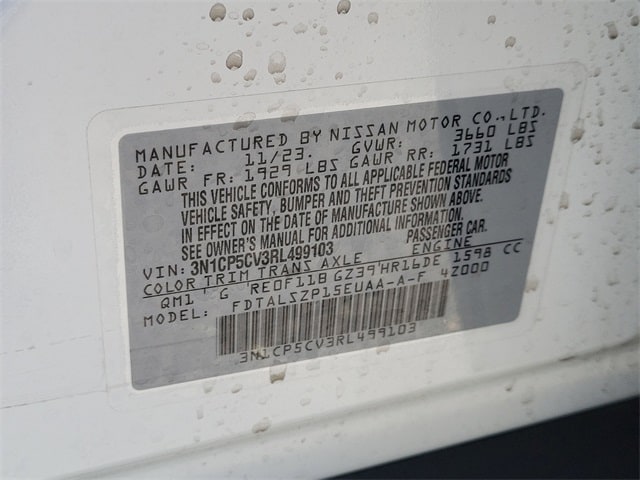 MANUFACTURED BY NISSAN MOTOR CO., LTD.
DATE: 11/23. GVWR: 3660 LBS
GAWR FR: 1929 LBS GAWR RR: 1731 LBS
THIS VEHICLE CONFORMS TO ALL APPLICABLE FEDERAL MOTOR
VEHICLE SAFETY, BUMPER AND THEFT PREVENTION STANDARDS
IN EFFECT ON THE DATE OF MANUFACTURE SHOWN ABOVE.
SEE OWNER'S MANUAL FOR ADDITIONAL INFORMATION.
VIN: 3N1CP5CV3RL499103 PASSENGER CAR.
COLOR TRIM TRANS AXLE ENGINE
QM1 G RE0F11B GZ39 HR16DE 1598 CC
MODEL: FDTALSZP15EUAA-A-F 4Z000
3N1CP5CV3RL499103